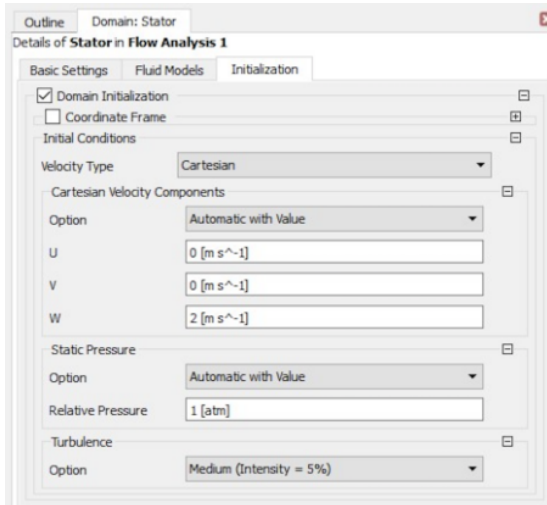 Outline Domain: Stator
Details of Stator in Flow Analysis 1
Basic Settings Fluid Models Initialization
Domain Initialization
Coordinate Frame
Initial Conditions
Velocity Type Cartesian
Cartesian Velocity Components
Option Automatic with Value
U 0 [m s^-1]
V 0 [m s^-1]
W 2 [m s^-1]
Static Pressure
Option Automatic with Value
Relative Pressure 1 [atm]
Turbulence
Option Medium (Intensity = 5%)